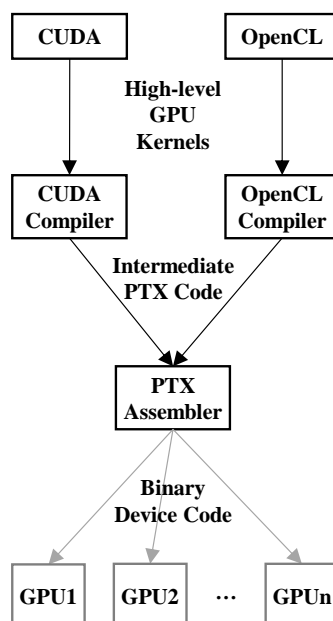 CUDA
OpenCL
High-level
GPU
Kernels
CUDA
Compiler
OpenCL
Compiler
Intermediate
PTX Code
PTX
Assembler
Binary
Device Code
GPU1
GPU2
...
GPUn